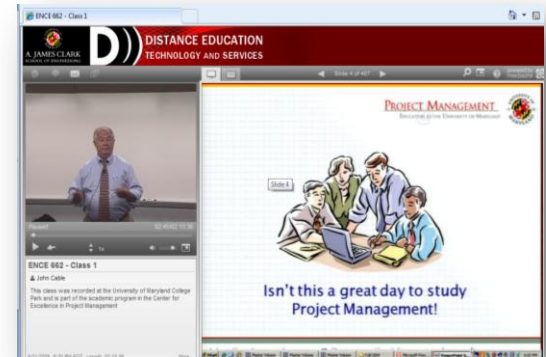 ENCE 662 - Class 1
A. JAMES CLARK
SCHOOL OF ENGINEERING
DISTANCE EDUCATION
TECHNOLOGY AND SERVICES
Slide 4 of 407
PROJECT MANAGEMENT
Slide 4
Paused
1x
ENCE 662 - Class 1
John Cable
This class was recorded at the University of Maryland College
Park and is part of the academic program in the Center for
Excellence in Project Management
Isn't this a great day to study
Project Management!